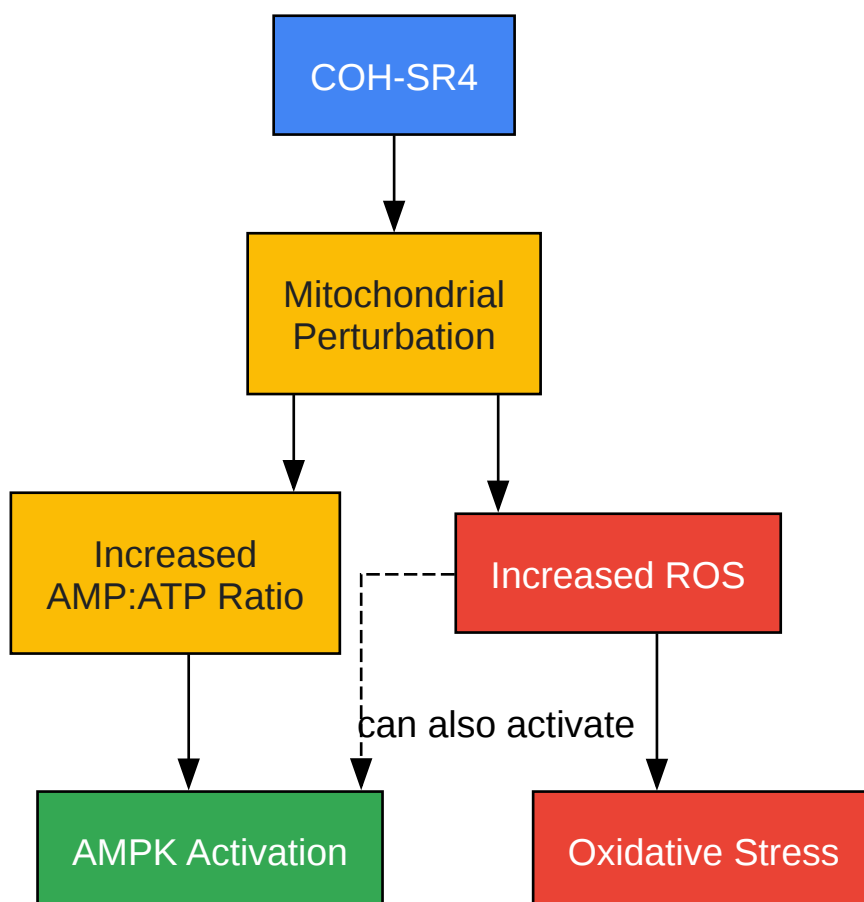 COH-SR4
Mitochondrial
Perturbation
Increased
AMP:ATP Ratio
Increased ROS
can also activate
AMPK Activation
Oxidative Stress